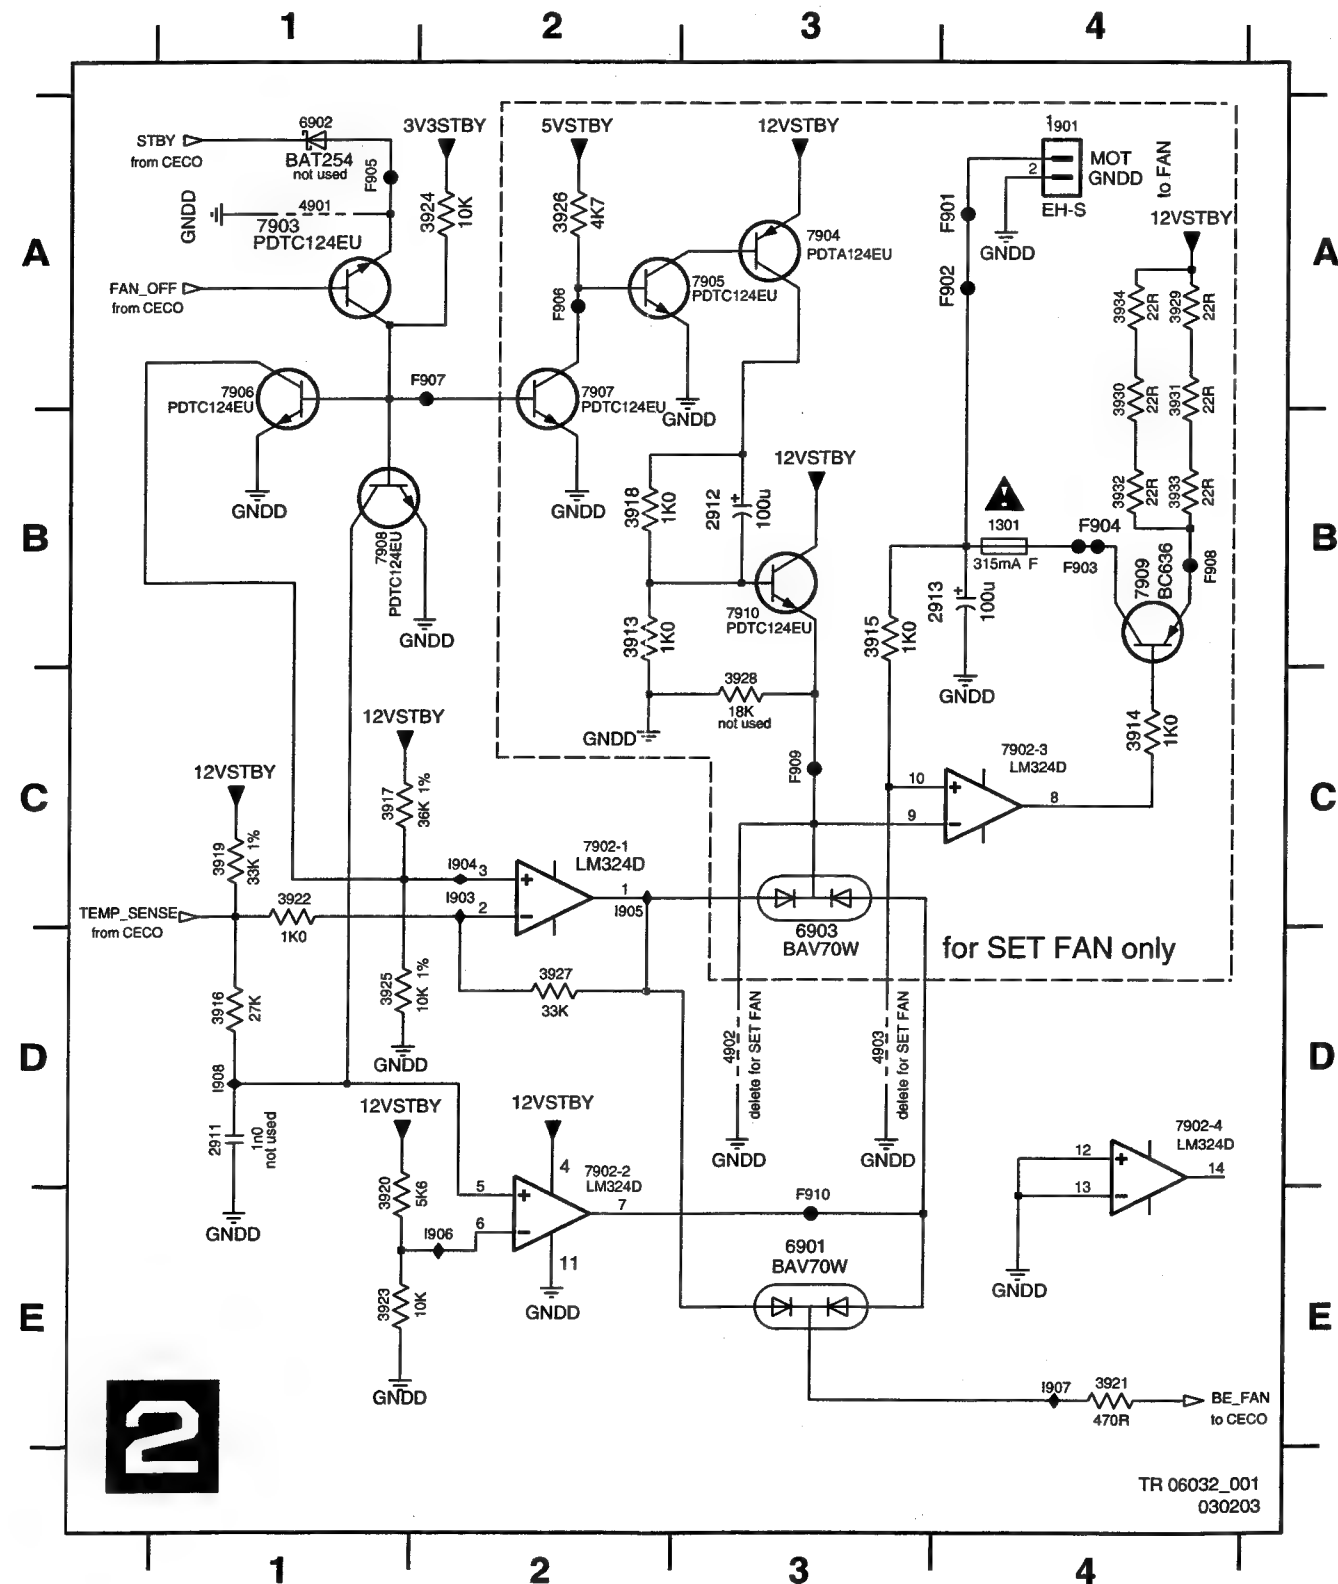 1
2
3
4
A
B
C
D
E
A
B
C
D
E
STBY
from CECO
6902
BAT254
not used
F905
3V3STBY
3924
10K
GNDD
4901
7903
PDTC124EU
FAN_OFF
from CECO
5VSTBY
3926
4K7
F906
12VSTBY
7904
PDTA124EU
7905
PDTC124EU
GNDD
1901
1
2
MOT
GNDD
EH-S
to FAN
F901
F902
GNDD
12VSTBY
3934
22R
3929
22R
3930
22R
3931
22R
3932
22R
3933
22R
7906
PDTC124EU
F907
7907
PDTC124EU
GNDD
GNDD
7908
PDTC124EU
GNDD
3918
1K0
2912
+
100u
12VSTBY
7910
PDTC124EU
3913
1K0
3928
18K
not used
GNDD
F909
1301
315mA F
F904
F903
7909
BC636
F908
3915
1K0
2913
+
100u
GNDD
3914
1K0
12VSTBY
3917
36K 1%
12VSTBY
3919
33K 1%
TEMP_SENSE
from CECO
3922
1K0
I904
3
I903
2
+
−
7902-1
LM324D
1
I905
7902-3
LM324D
10
9
+
−
8
6903
BAV70W
for SET FAN only
3916
27K
3925
10K 1%
GNDD
3927
33K
4902
delete for SET FAN
GNDD
4903
delete for SET FAN
GNDD
I908
2911
1n0
not used
GNDD
12VSTBY
3920
5K6
12VSTBY
4
7902-2
LM324D
5
6
+
−
7
11
GNDD
I906
3923
10K
GNDD
F910
6901
BAV70W
7902-4
LM324D
12
13
+
−
14
GNDD
I907
3921
470R
BE_FAN
to CECO
2
TR 06032_001
030203
1
2
3
4